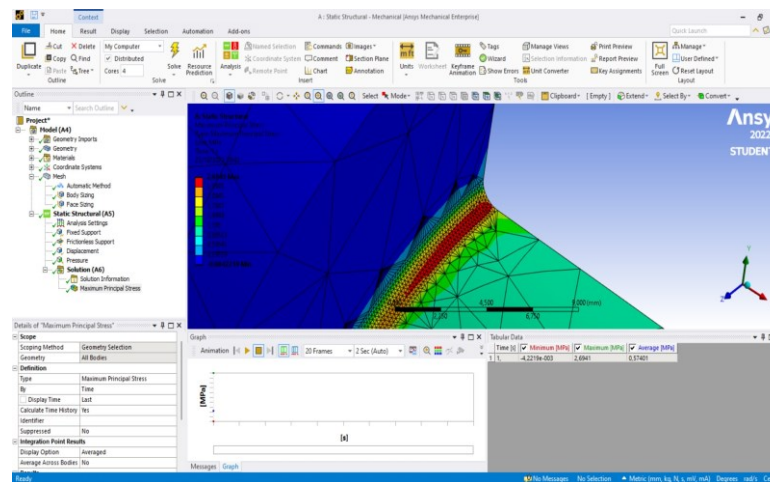 Context
A : Static Structural - Mechanical [Ansys Mechanical Enterprise]
File Home Result Display Selection Automation Add-ons Quick Launch
Duplicate
Cut Delete
Copy Find
Paste Tree
Outline
My Computer
Distributed
Cores 4
Solve
Resource Prediction
Solve
Analysis
Named Selection
Coordinate System
Remote Point
Commands
Comment
Chart
Images
Section Plane
Annotation
Insert
Units
Worksheet
Keyframe Animation
Tags
Wizard
Show Errors
Manage Views
Selection Information
Unit Converter
Print Preview
Report Preview
Key Assignments
Tools
Full Screen
Manage
User Defined
Reset Layout
Layout
Outline
Name Search Outline
Select Mode Clipboard [Empty] Extend Select By Convert
Project*
Model (A4)
Geometry Imports
Geometry
Materials
Coordinate Systems
Mesh
Automatic Method
Body Sizing
Face Sizing
Static Structural (A5)
Analysis Settings
Fixed Support
Frictionless Support
Displacement
Pressure
Solution (A6)
Solution Information
Maximum Principal Stress
Ansy
2022
STUDENT
4,500
9,000 (mm)
2,250
6,750
Details of "Maximum Principal Stress"
Scope
Scoping Method Geometry Selection
Geometry All Bodies
Definition
Type Maximum Principal Stress
By Time
Display Time Last
Calculate Time History Yes
Identifier
Suppressed No
Integration Point Results
Display Option Averaged
Average Across Bodies No
Graph
Animation 20 Frames 2 Sec (Auto)
[MPa]
[s]
Messages Graph
Tabular Data
Time [s] Minimum [MPa] Maximum [MPa] Average [MPa]
1 1, -4,2219e-003 2,6941 0,57401
Ready
No Messages No Selection Metric (mm, kg, N, s, mV, mA) Degrees rad/s